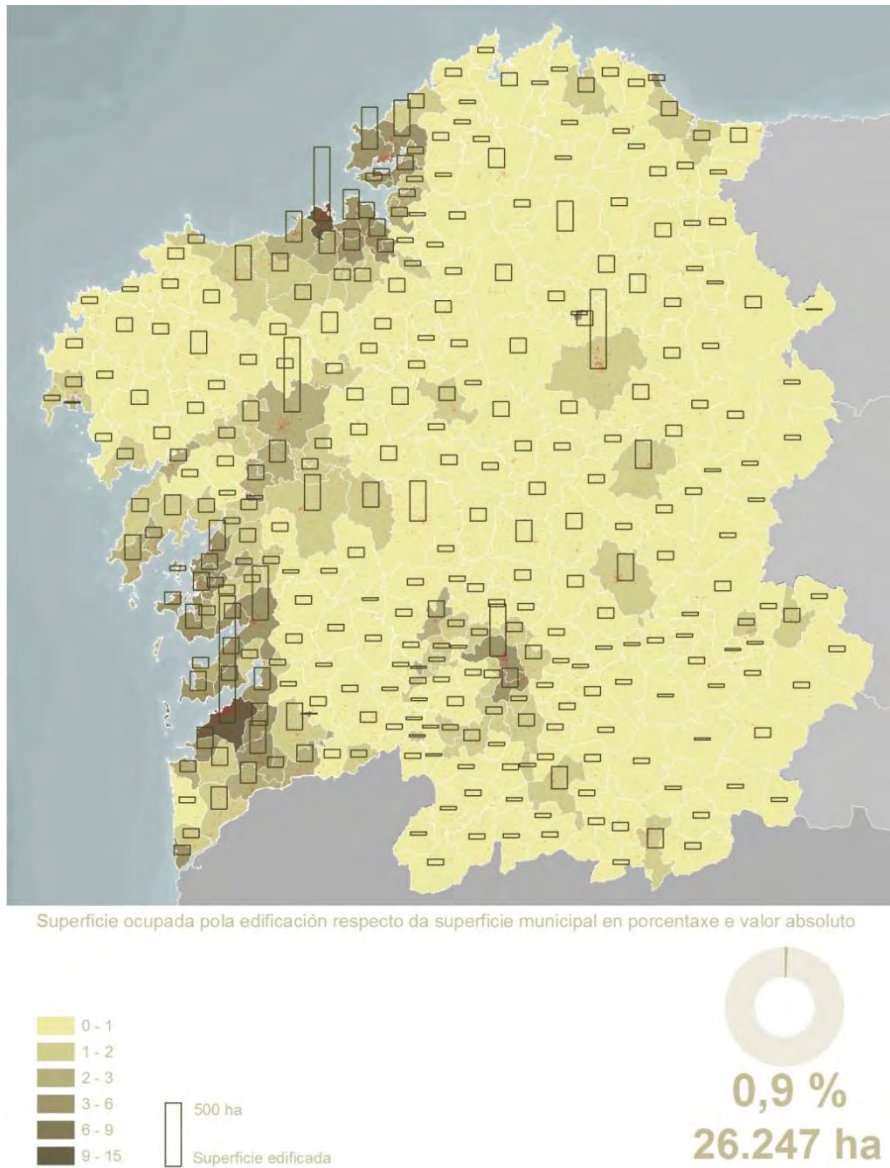 Superficie ocupada pola edificación respecto da superficie municipal en porcentaxe e valor absoluto
0 - 1
1 - 2
2 - 3
3 - 6
6 - 9
9 - 15
500 ha
Superficie edificada
0,9 %
26.247 ha